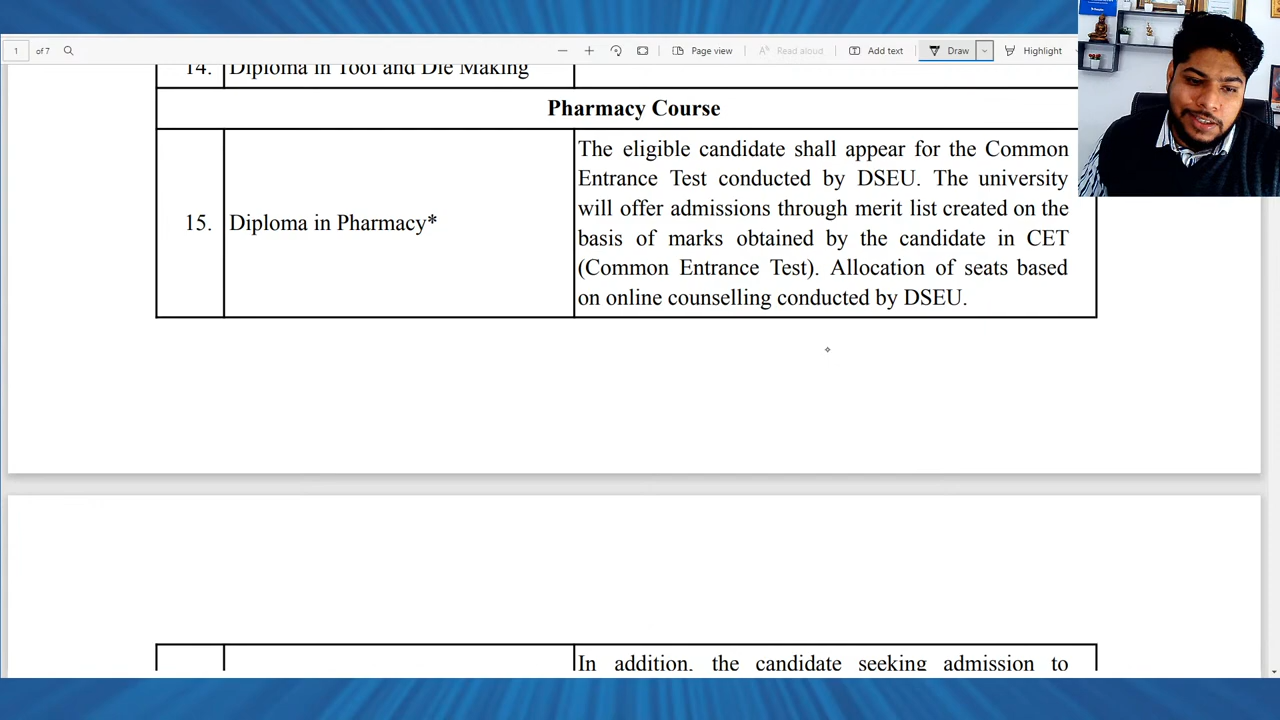 1 of 7 Page view Read aloud Add text Draw Highlight
14. Diploma in Tool and Die Making
Pharmacy Course
15. Diploma in Pharmacy*
The eligible candidate shall appear for the Common
Entrance Test conducted by DSEU. The university
will offer admissions through merit list created on the
basis of marks obtained by the candidate in CET
(Common Entrance Test). Allocation of seats based
on online counselling conducted by DSEU.
In addition, the candidate seeking admission to